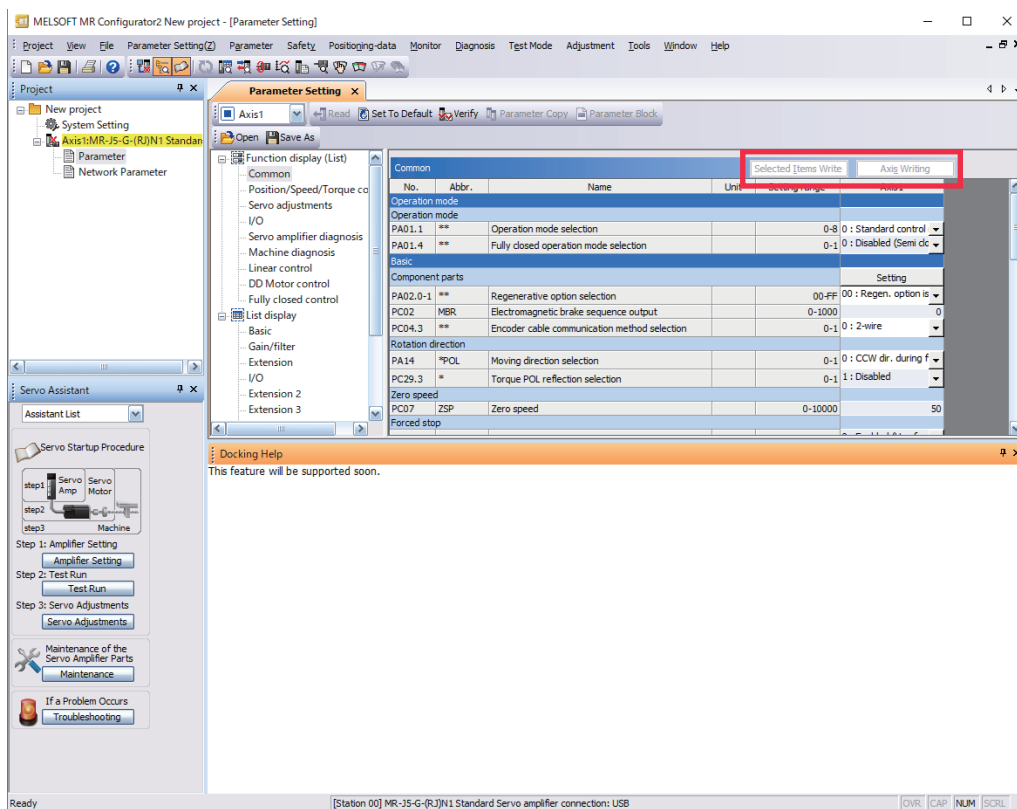 MELSOFT MR Configurator2 New project - [Parameter Setting]
Project View File Parameter Setting(Z) Parameter Safety Positioning-data Monitor Diagnosis Test Mode Adjustment Tools Window Help
Project
New project
System Setting
Axis1:MR-J5-G-(RJ)N1 Standar
Parameter
Network Parameter
Servo Assistant
Assistant List
Servo Startup Procedure
step1
Servo Amp
Servo Motor
step2
step3
Machine
Step 1: Amplifier Setting
Amplifier Setting
Step 2: Test Run
Test Run
Step 3: Servo Adjustments
Servo Adjustments
Maintenance of the
Servo Amplifier Parts
Maintenance
If a Problem Occurs
Troubleshooting
Parameter Setting
Axis1 Read Set To Default Verify Parameter Copy Parameter Block
Open Save As
Function display (List)
Common
Position/Speed/Torque co
Servo adjustments
I/O
Servo amplifier diagnosis
Machine diagnosis
Linear control
DD Motor control
Fully closed control
List display
Basic
Gain/filter
Extension
I/O
Extension 2
Extension 3
Common Selected Items Write Axis Writing
No. Abbr. Name Unit Setting range Axis1
Operation mode
Operation mode
PA01.1 ** Operation mode selection 0-8 0 : Standard control
PA01.4 ** Fully closed operation mode selection 0-1 0 : Disabled (Semi clc
Basic
Component parts Setting
PA02.0-1 ** Regenerative option selection 00-FF 00 : Regen. option is
PC02 MBR Electromagnetic brake sequence output 0-1000 0
PC04.3 ** Encoder cable communication method selection 0-1 0 : 2-wire
Rotation direction
PA14 *POL Moving direction selection 0-1 0 : CCW dir. during f
PC29.3 * Torque POL reflection selection 0-1 1 : Disabled
Zero speed
PC07 ZSP Zero speed 0-10000 50
Forced stop
Docking Help
This feature will be supported soon.
Ready [Station 00] MR-J5-G-(RJ)N1 Standard Servo amplifier connection: USB OVR CAP NUM SCRL